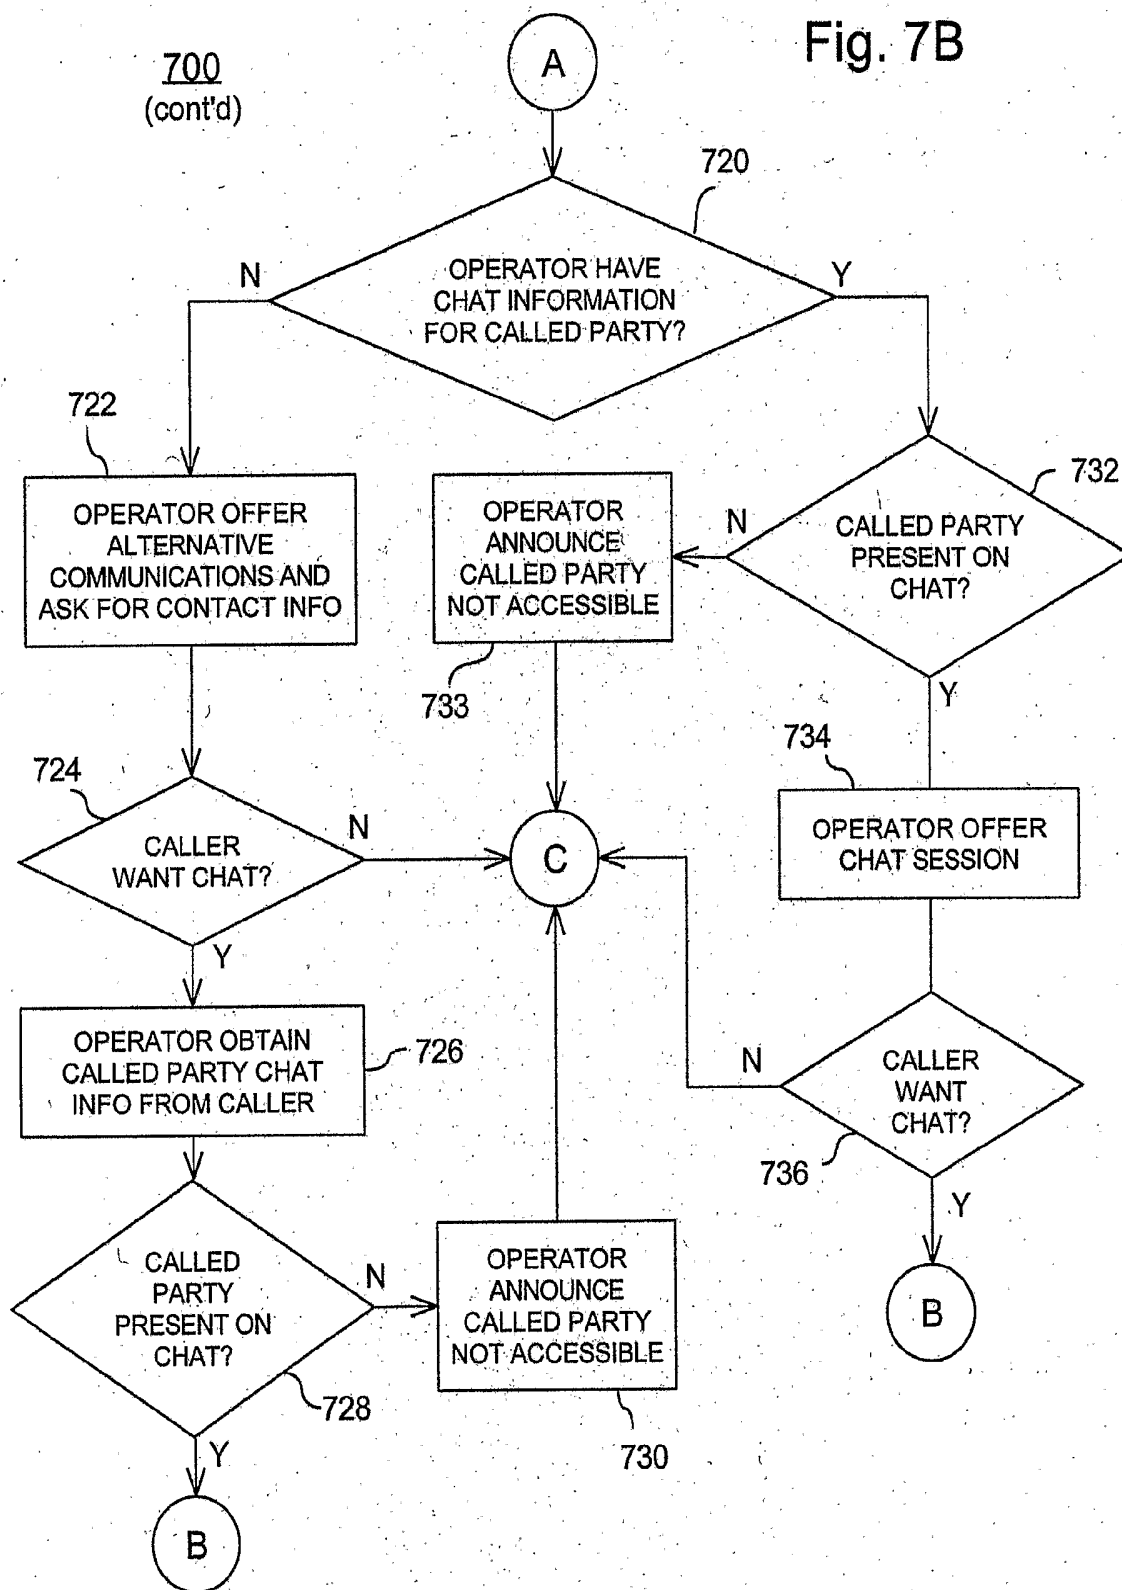 Fig. 7B
700
(cont'd)
A
720
OPERATOR HAVE
CHAT INFORMATION
FOR CALLED PARTY?
N
Y
722
OPERATOR OFFER
ALTERNATIVE
COMMUNICATIONS AND
ASK FOR CONTACT INFO
OPERATOR
ANNOUNCE
CALLED PARTY
NOT ACCESSIBLE
733
N
732
CALLED PARTY
PRESENT ON
CHAT?
Y
734
OPERATOR OFFER
CHAT SESSION
724
CALLER
WANT CHAT?
N
C
Y
OPERATOR OBTAIN
CALLED PARTY CHAT
INFO FROM CALLER
726
N
CALLER
WANT
CHAT?
736
Y
B
CALLED
PARTY
PRESENT ON
CHAT?
N
728
OPERATOR
ANNOUNCE
CALLED PARTY
NOT ACCESSIBLE
730
Y
B